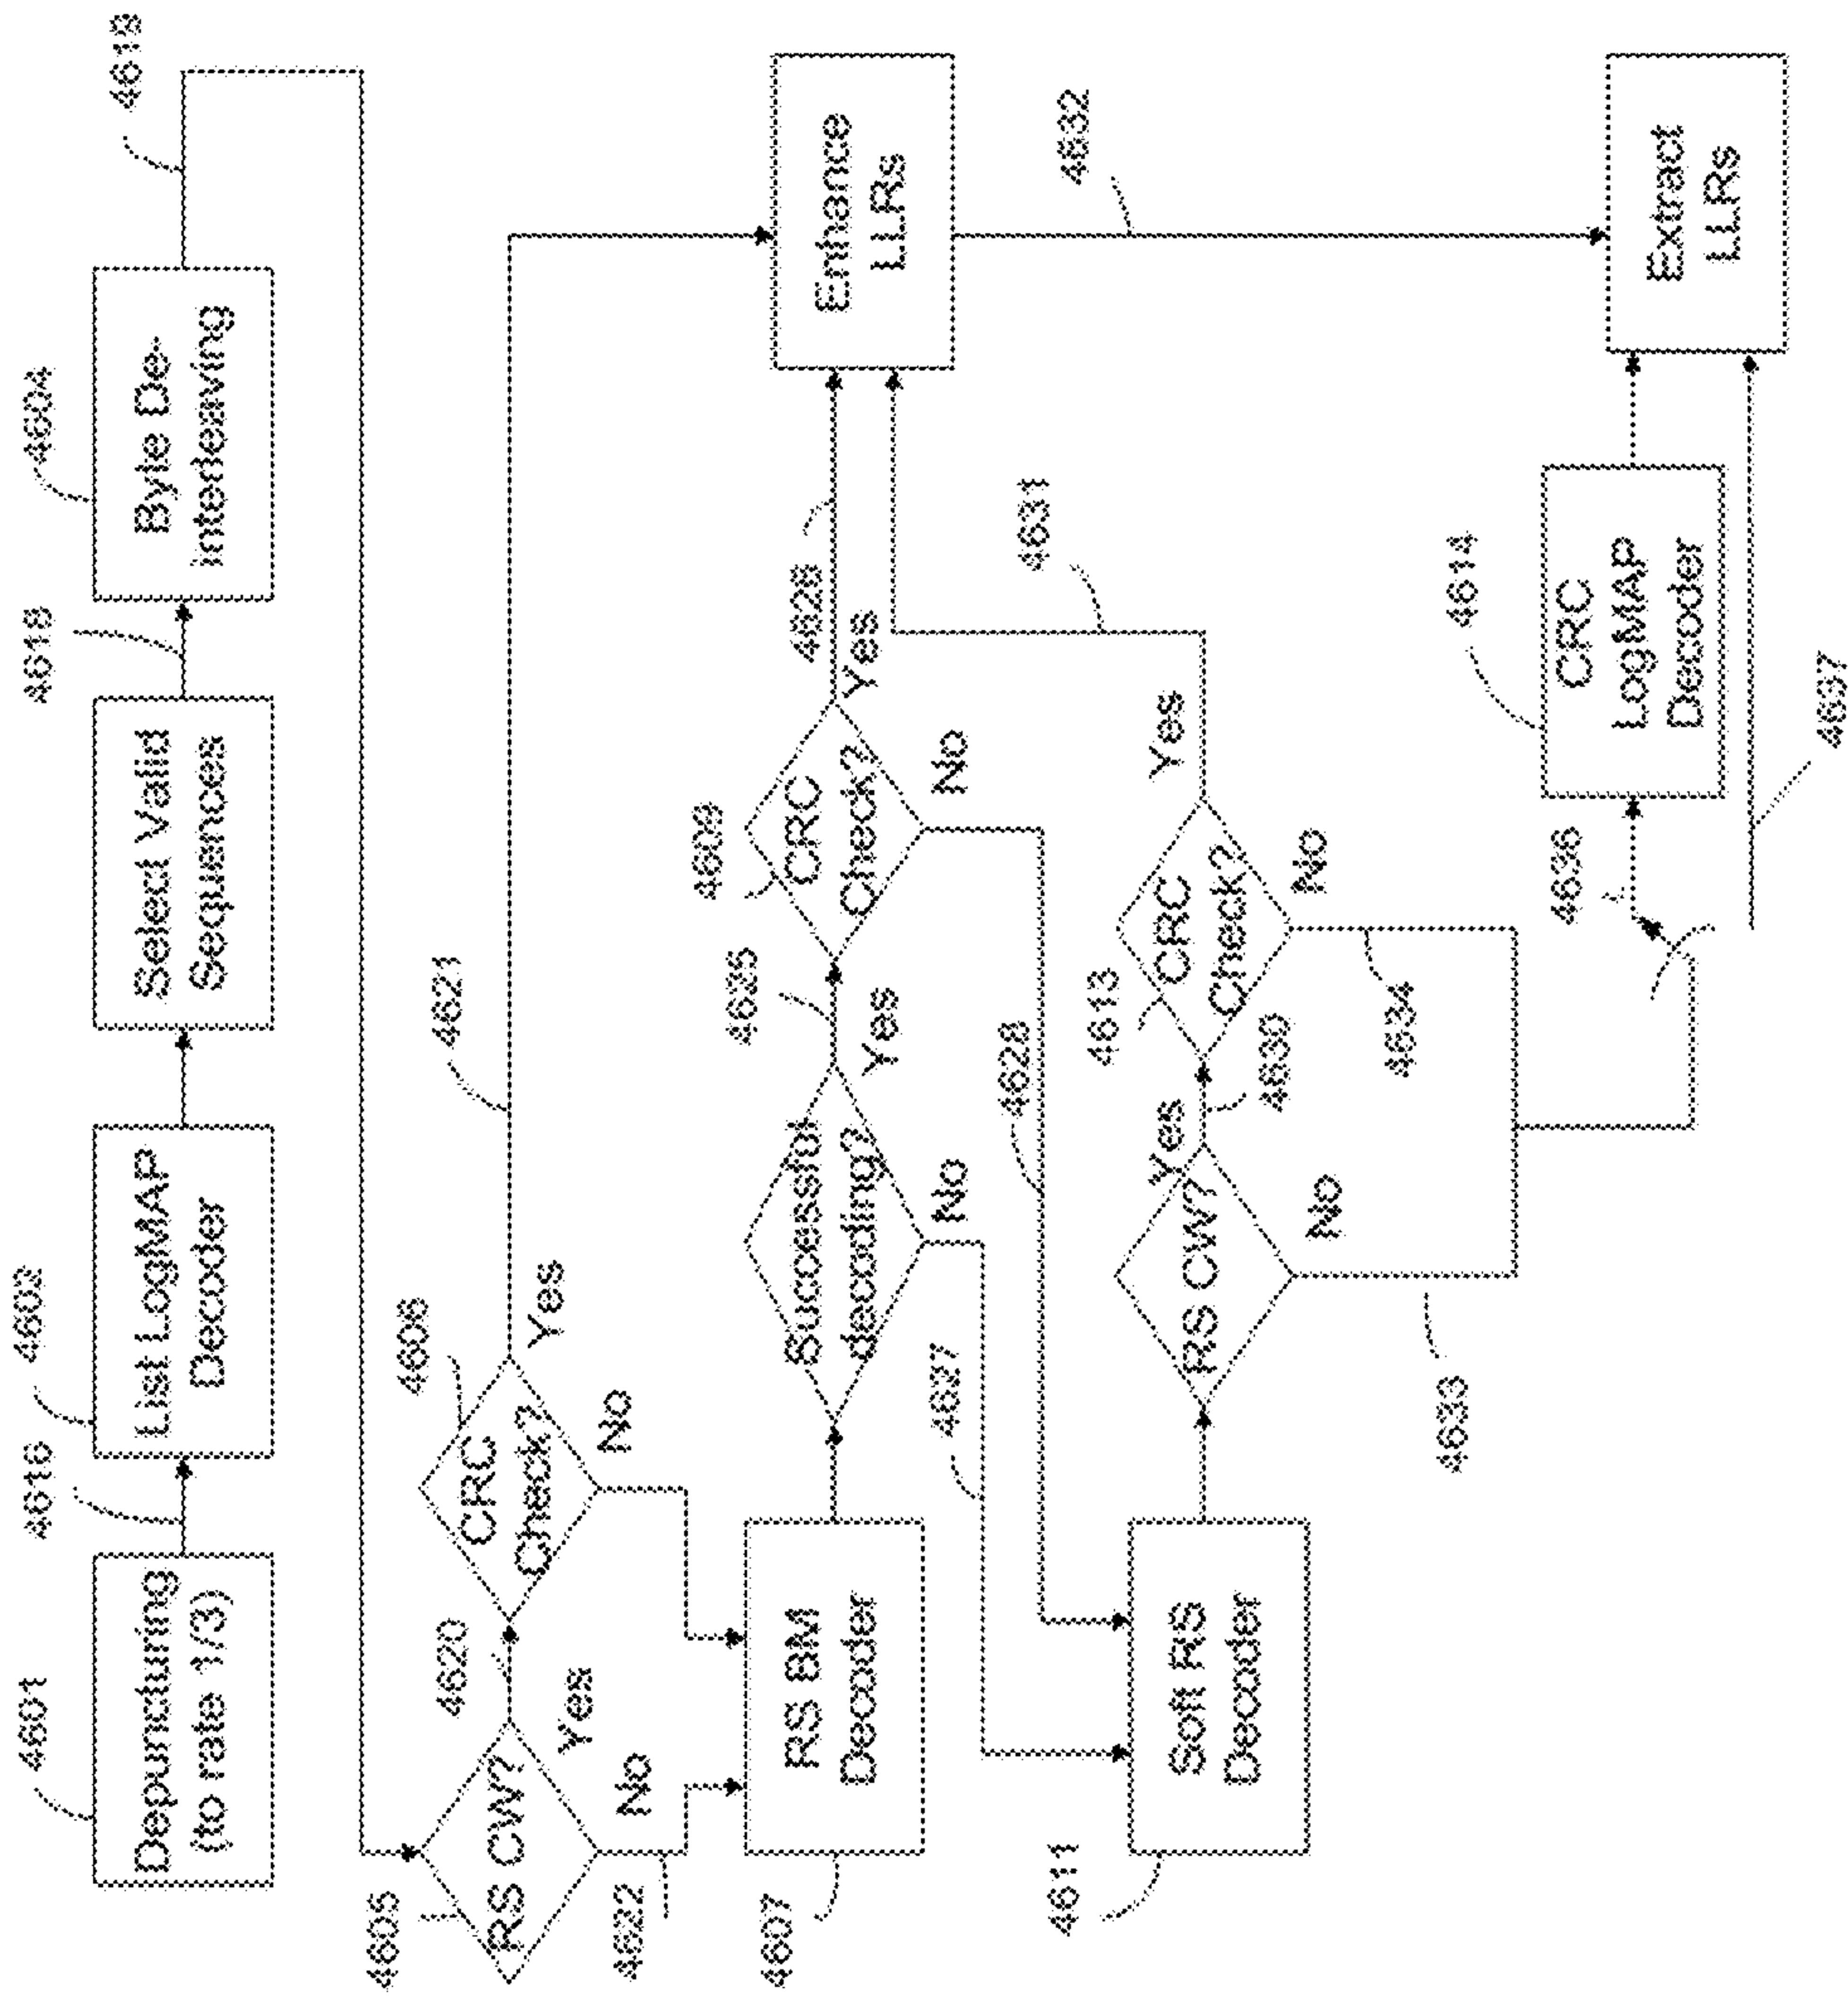 4601
Depuncturing
(to rate 1/3)
4616
4602
List LogMAP
Decoder
Select Valid
Sequences
4618
4604
Byte De-
interleaving
4619
4605
RS CW?
Yes
No
4620
4622
4606
CRC
Check?
Yes
No
4621
4607
RS BM
Decoder
Successful
decoding?
Yes
No
4625
4627
4609
CRC
Check?
Yes
No
4626
4628
Enhance
LLRs
4632
4611
Soft RS
Decoder
RS CW?
Yes
No
4630
4633
4613
CRC
Check?
Yes
No
4631
4634
4636
4614
CRC
LogMAP
Decoder
4637
Extract
LLRs